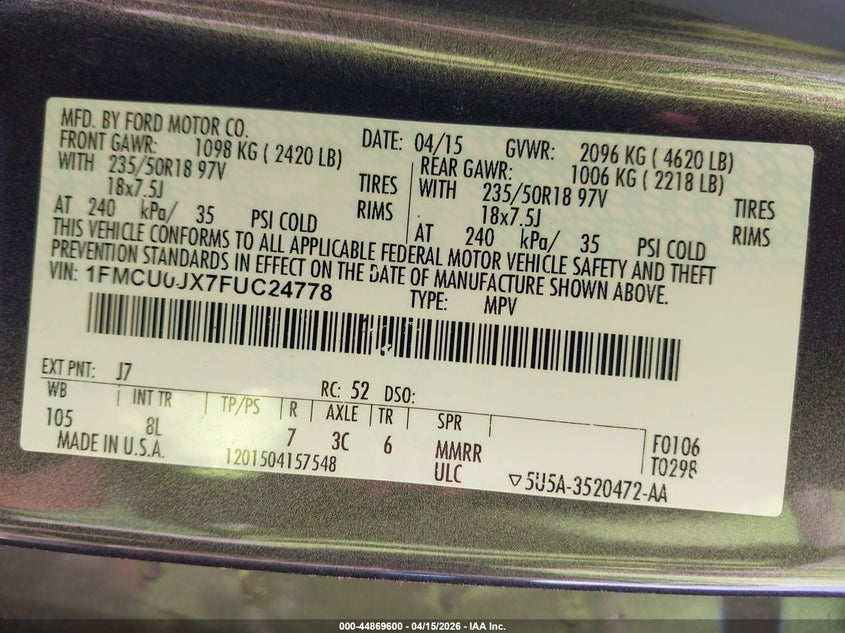 MFD. BY FORD MOTOR CO. DATE: 04/15 GVWR: 2096 KG ( 4620 LB)
FRONT GAWR: 1098 KG ( 2420 LB) REAR GAWR: 1006 KG ( 2218 LB)
WITH 235/50R18 97V TIRES WITH 235/50R18 97V TIRES
18x7.5J RIMS 18x7.5J RIMS
AT 240 kPa/ 35 PSI COLD AT 240 kPa/ 35 PSI COLD
THIS VEHICLE CONFORMS TO ALL APPLICABLE FEDERAL MOTOR VEHICLE SAFETY AND THEFT
PREVENTION STANDARDS IN EFFECT ON THE DATE OF MANUFACTURE SHOWN ABOVE.
VIN: 1FMCU0JX7FUC24778 TYPE: MPV
EXT PNT: J7 RC: 52 DSO:
WB INT TR TP/PS R AXLE TR SPR
105 8L 7 3C 6 MMRR F0106
MADE IN U.S.A. 1201504157548 ULC T0298
▽5U5A-3520472-AA
000-44869600 - 04/15/2026 - IAA Inc.